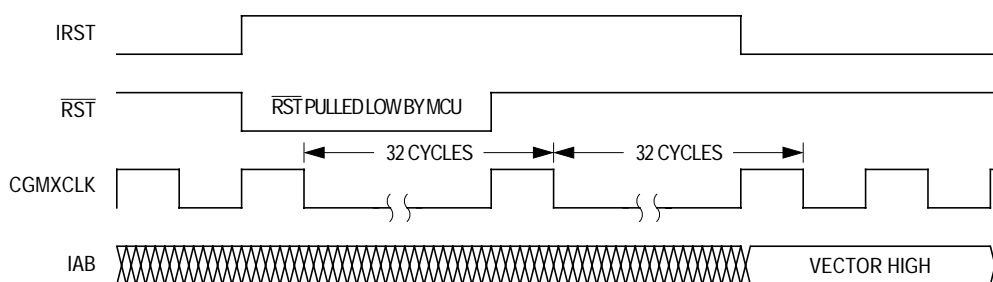 IRST
RST
RST PULLED LOW BY MCU
32 CYCLES
32 CYCLES
CGMXCLK
IAB
VECTOR HIGH